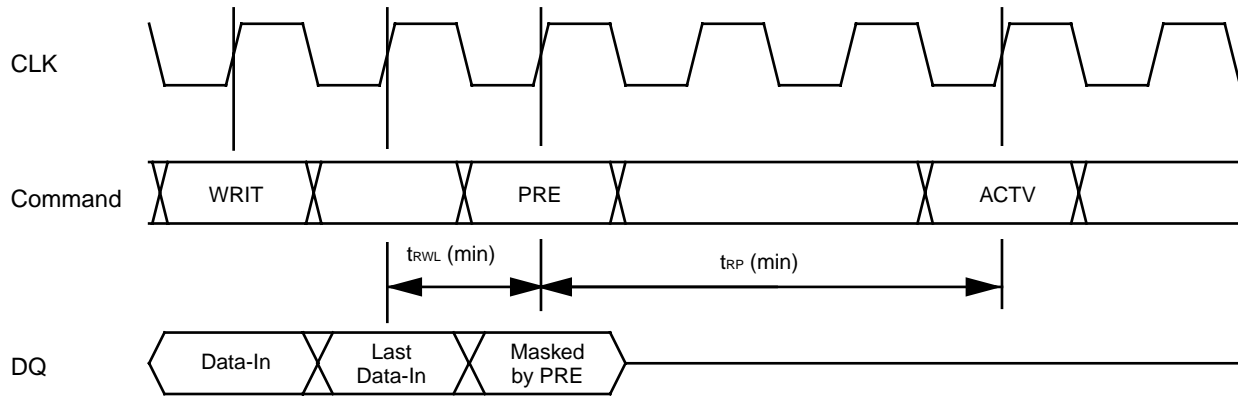 CLK
Command
WRIT
PRE
ACTV
tRWL (min)
tRP (min)
DQ
Data-In
Last
Data-In
Masked
by PRE